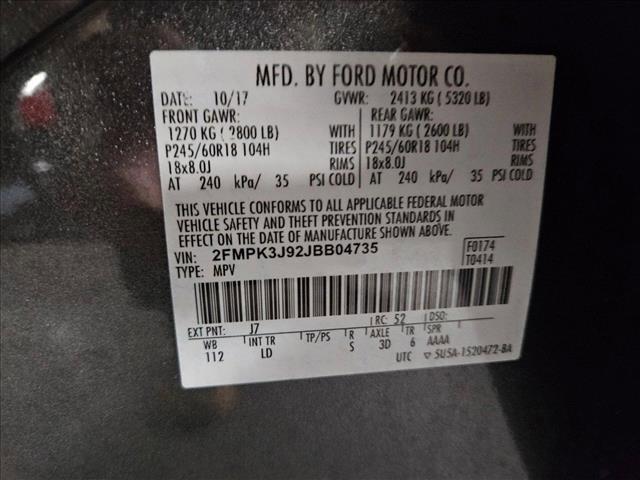 MFD. BY FORD MOTOR CO.
DATE: 10/17 GVWR: 2413 KG ( 5320 LB)
FRONT GAWR: REAR GAWR:
1270 KG ( 2800 LB) WITH 1179 KG ( 2600 LB) WITH
P245/60R18 104H TIRES P245/60R18 104H TIRES
18x8.0J RIMS 18x8.0J RIMS
AT 240 kPa/ 35 PSI COLD AT 240 kPa/ 35 PSI COLD
THIS VEHICLE CONFORMS TO ALL APPLICABLE FEDERAL MOTOR
VEHICLE SAFETY AND THEFT PREVENTION STANDARDS IN
EFFECT ON THE DATE OF MANUFACTURE SHOWN ABOVE.
VIN: 2FMPK3J92JBB04735 F0174
TYPE: MPV T0414
EXT PNT: J7 RC: 52 DSO:
WB INT TR TP/PS R AXLE TR SPR
112 LD S 3D 6 AAAA
UTC ▽ 5U5A-1520472-BA